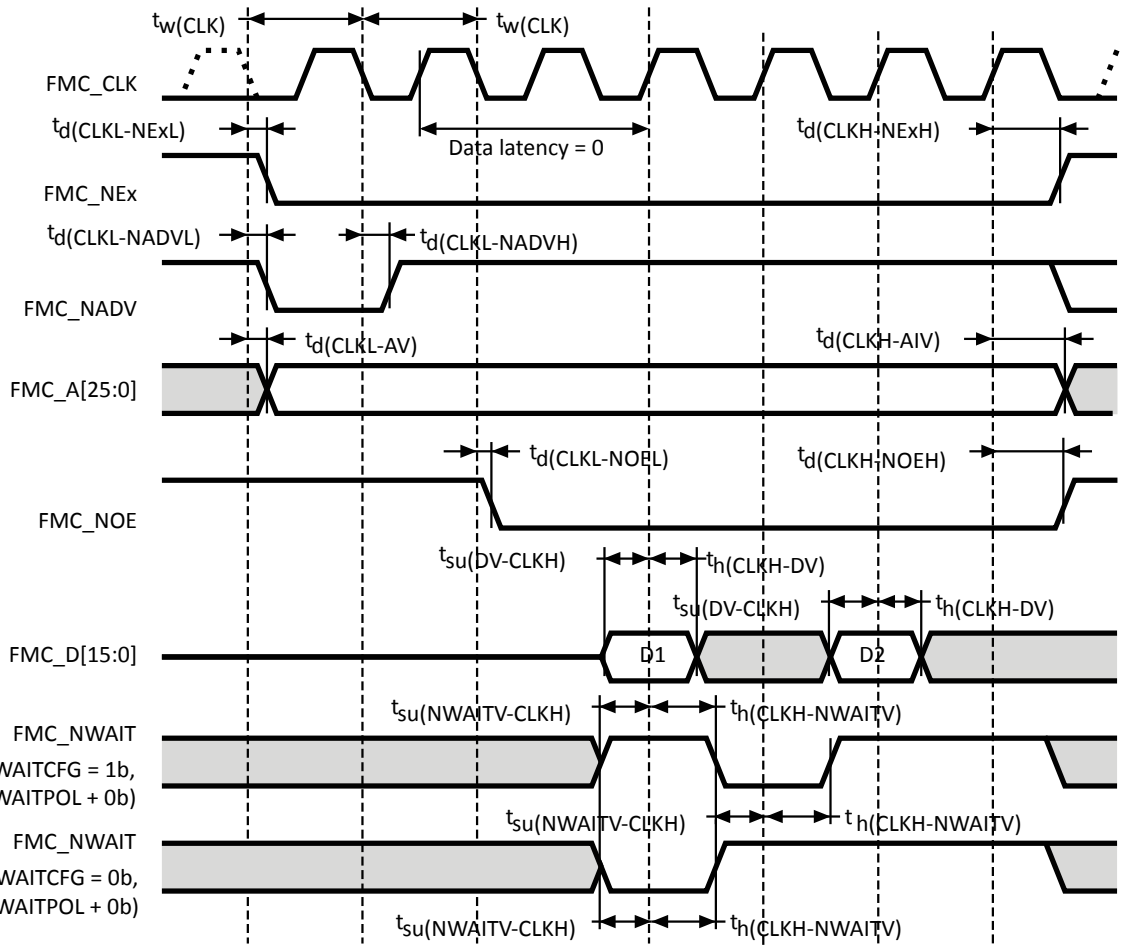 tw(CLK) tw(CLK)
FMC_CLK
td(CLKL-NExL) Data latency = 0 td(CLKH-NExH)
FMC_NEx
td(CLKL-NADVL) td(CLKL-NADVH)
FMC_NADV
td(CLKL-AV) td(CLKH-AIV)
FMC_A[25:0]
td(CLKL-NOEL) td(CLKH-NOEH)
FMC_NOE
tsu(DV-CLKH) th(CLKH-DV)
tsu(DV-CLKH) th(CLKH-DV)
FMC_D[15:0] D1 D2
tsu(NWAITV-CLKH) th(CLKH-NWAITV)
FMC_NWAIT
WAITCFG = 1b,
WAITPOL + 0b)
tsu(NWAITV-CLKH) th(CLKH-NWAITV)
FMC_NWAIT
WAITCFG = 0b,
WAITPOL + 0b)
tsu(NWAITV-CLKH) th(CLKH-NWAITV)